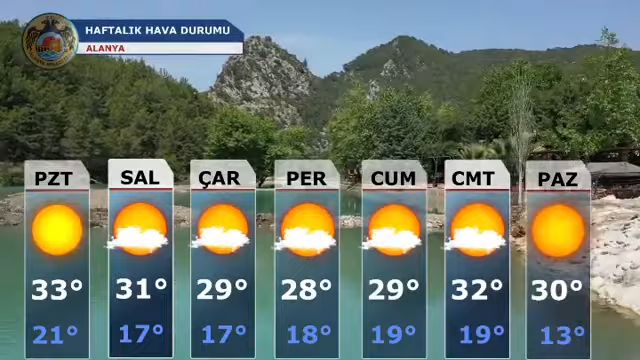 HAFTALIK HAVA DURUMU
ALANYA
PZT SAL ÇAR PER CUM CMT PAZ
33° 31° 29° 28° 29° 32° 30°
21° 17° 17° 18° 19° 19° 13°